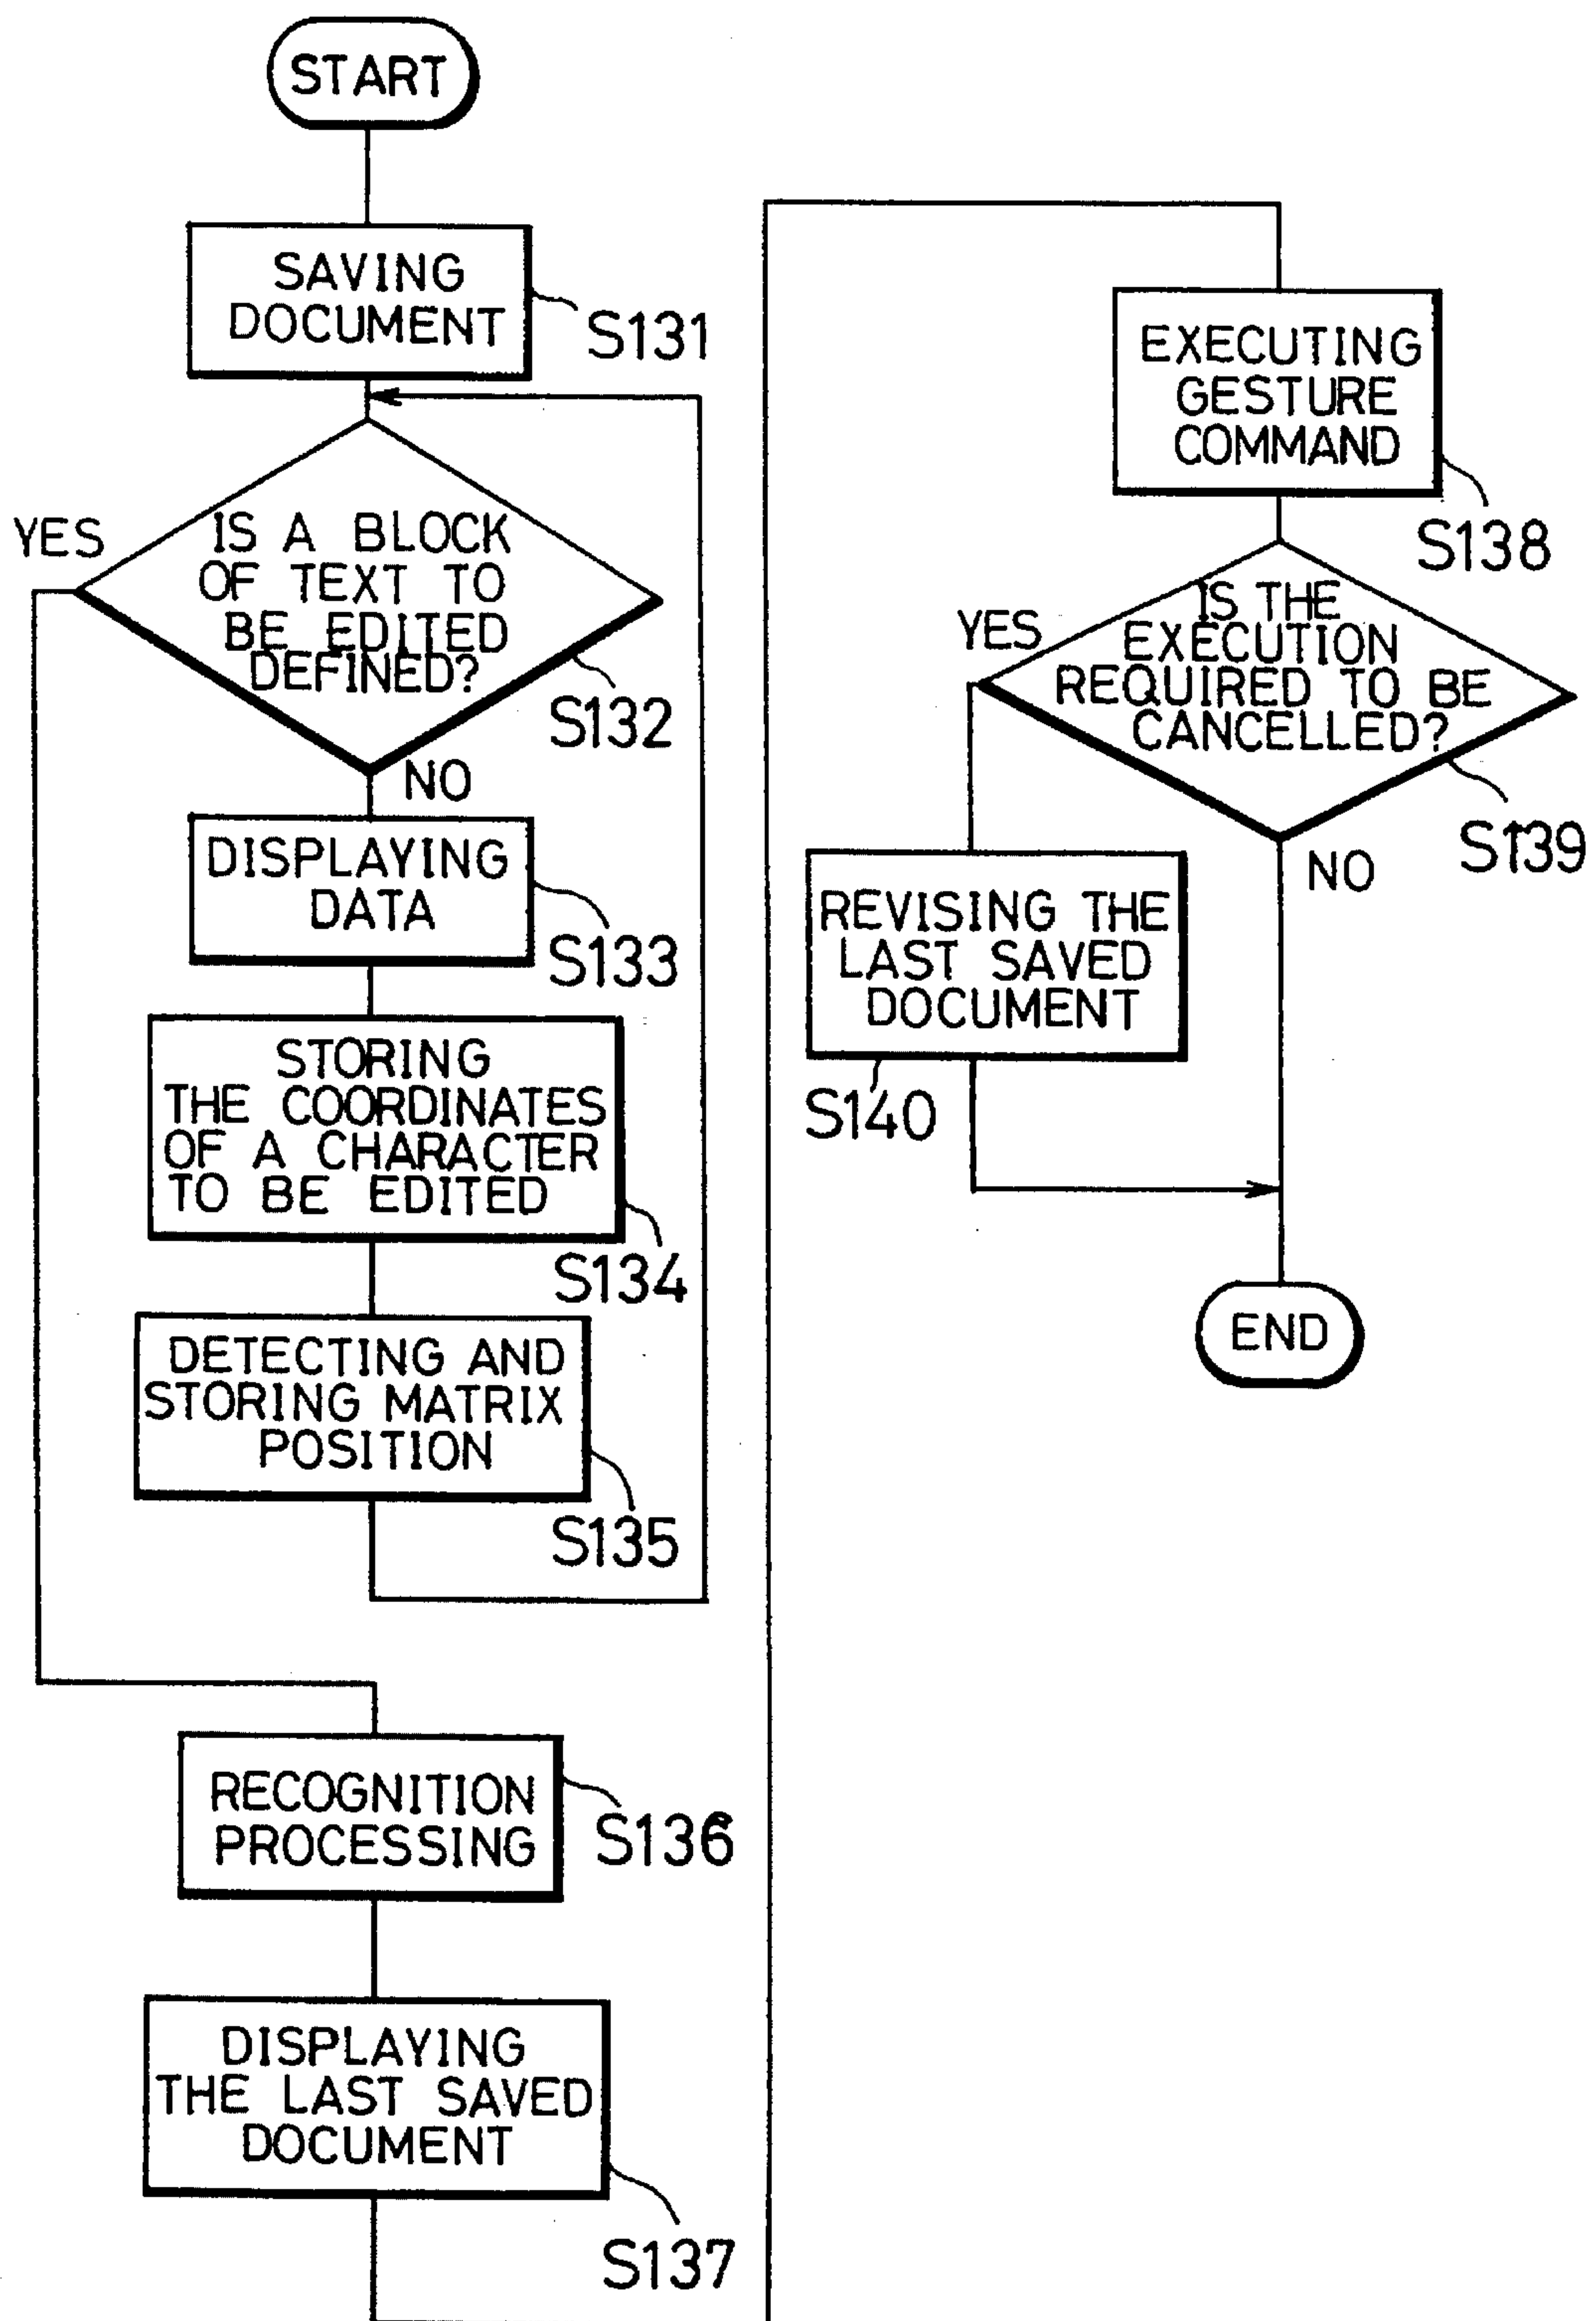 START
SAVING
DOCUMENT
S131
YES
IS A BLOCK
OF TEXT TO
BE EDITED
DEFINED?
S132
NO
DISPLAYING
DATA
S133
STORING
THE COORDINATES
OF A CHARACTER
TO BE EDITED
S134
DETECTING AND
STORING MATRIX
POSITION
S135
RECOGNITION
PROCESSING
S136
DISPLAYING
THE LAST SAVED
DOCUMENT
S137
EXECUTING
GESTURE
COMMAND
S138
YES
IS THE
EXECUTION
REQUIRED TO BE
CANCELLED?
S139
NO
REVISING THE
LAST SAVED
DOCUMENT
S140
END